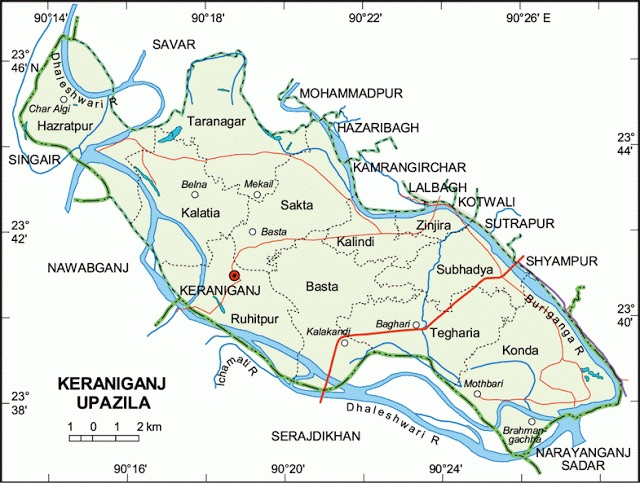 90°14'
90°18'
90°22'
90°26' E
23°
46' N
SAVAR
Dhaleshwari R
Char Algi
Hazratpur
Taranagar
MOHAMMADPUR
HAZARIBAGH
23°
44'
SINGAIR
KAMRANGIRCHAR
LALBAGH
KOTWALI
Belna
Mekail
Sakta
Kalatia
Zinjira
SUTRAPUR
23°
42'
Basta
Kalindi
SHYAMPUR
NAWABGANJ
Subhadya
KERANIGANJ
Basta
Buriganga R
Ruhitpur
Kalakandi
Baghari
Tegharia
23°
40'
Konda
Ichamati R
KERANIGANJ
UPAZILA
Mothbari
23°
38'
Dhaleshwari R
1 0 1 2 km
SERAJDIKHAN
Brahman
gachha
NARAYANGANJ
SADAR
90°16'
90°20'
90°24'